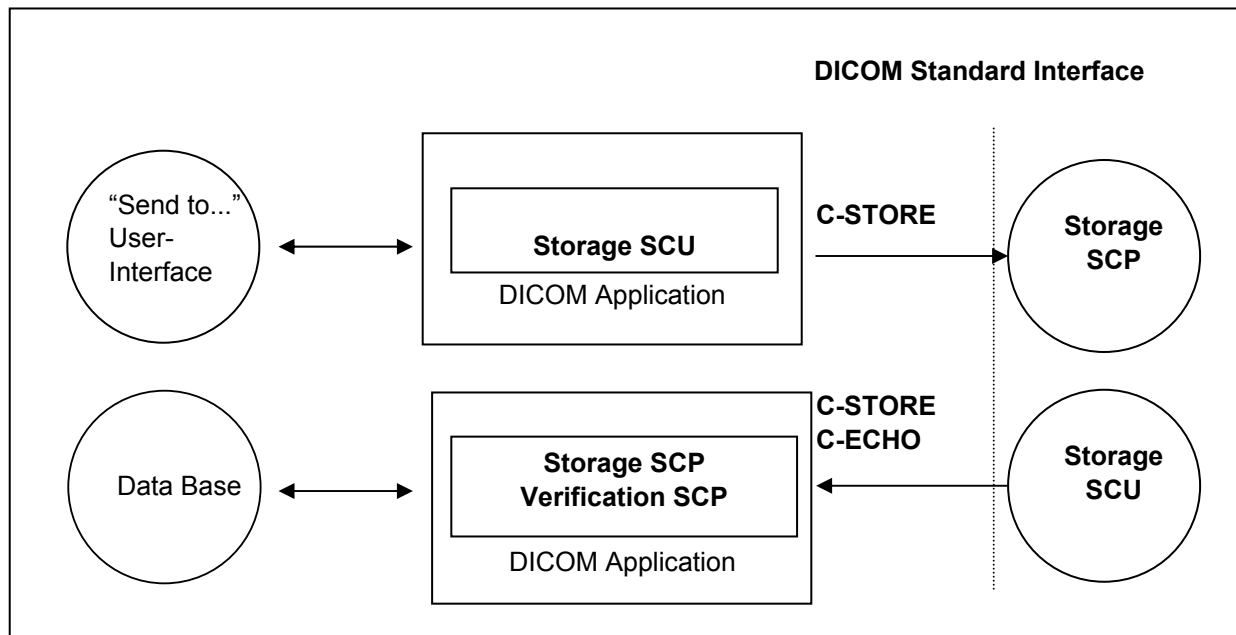 DICOM Standard Interface
“Send to...”
User-
Interface
Storage SCU
DICOM Application
C-STORE
Storage
SCP
Data Base
Storage SCP
Verification SCP
DICOM Application
C-STORE
C-ECHO
Storage
SCU